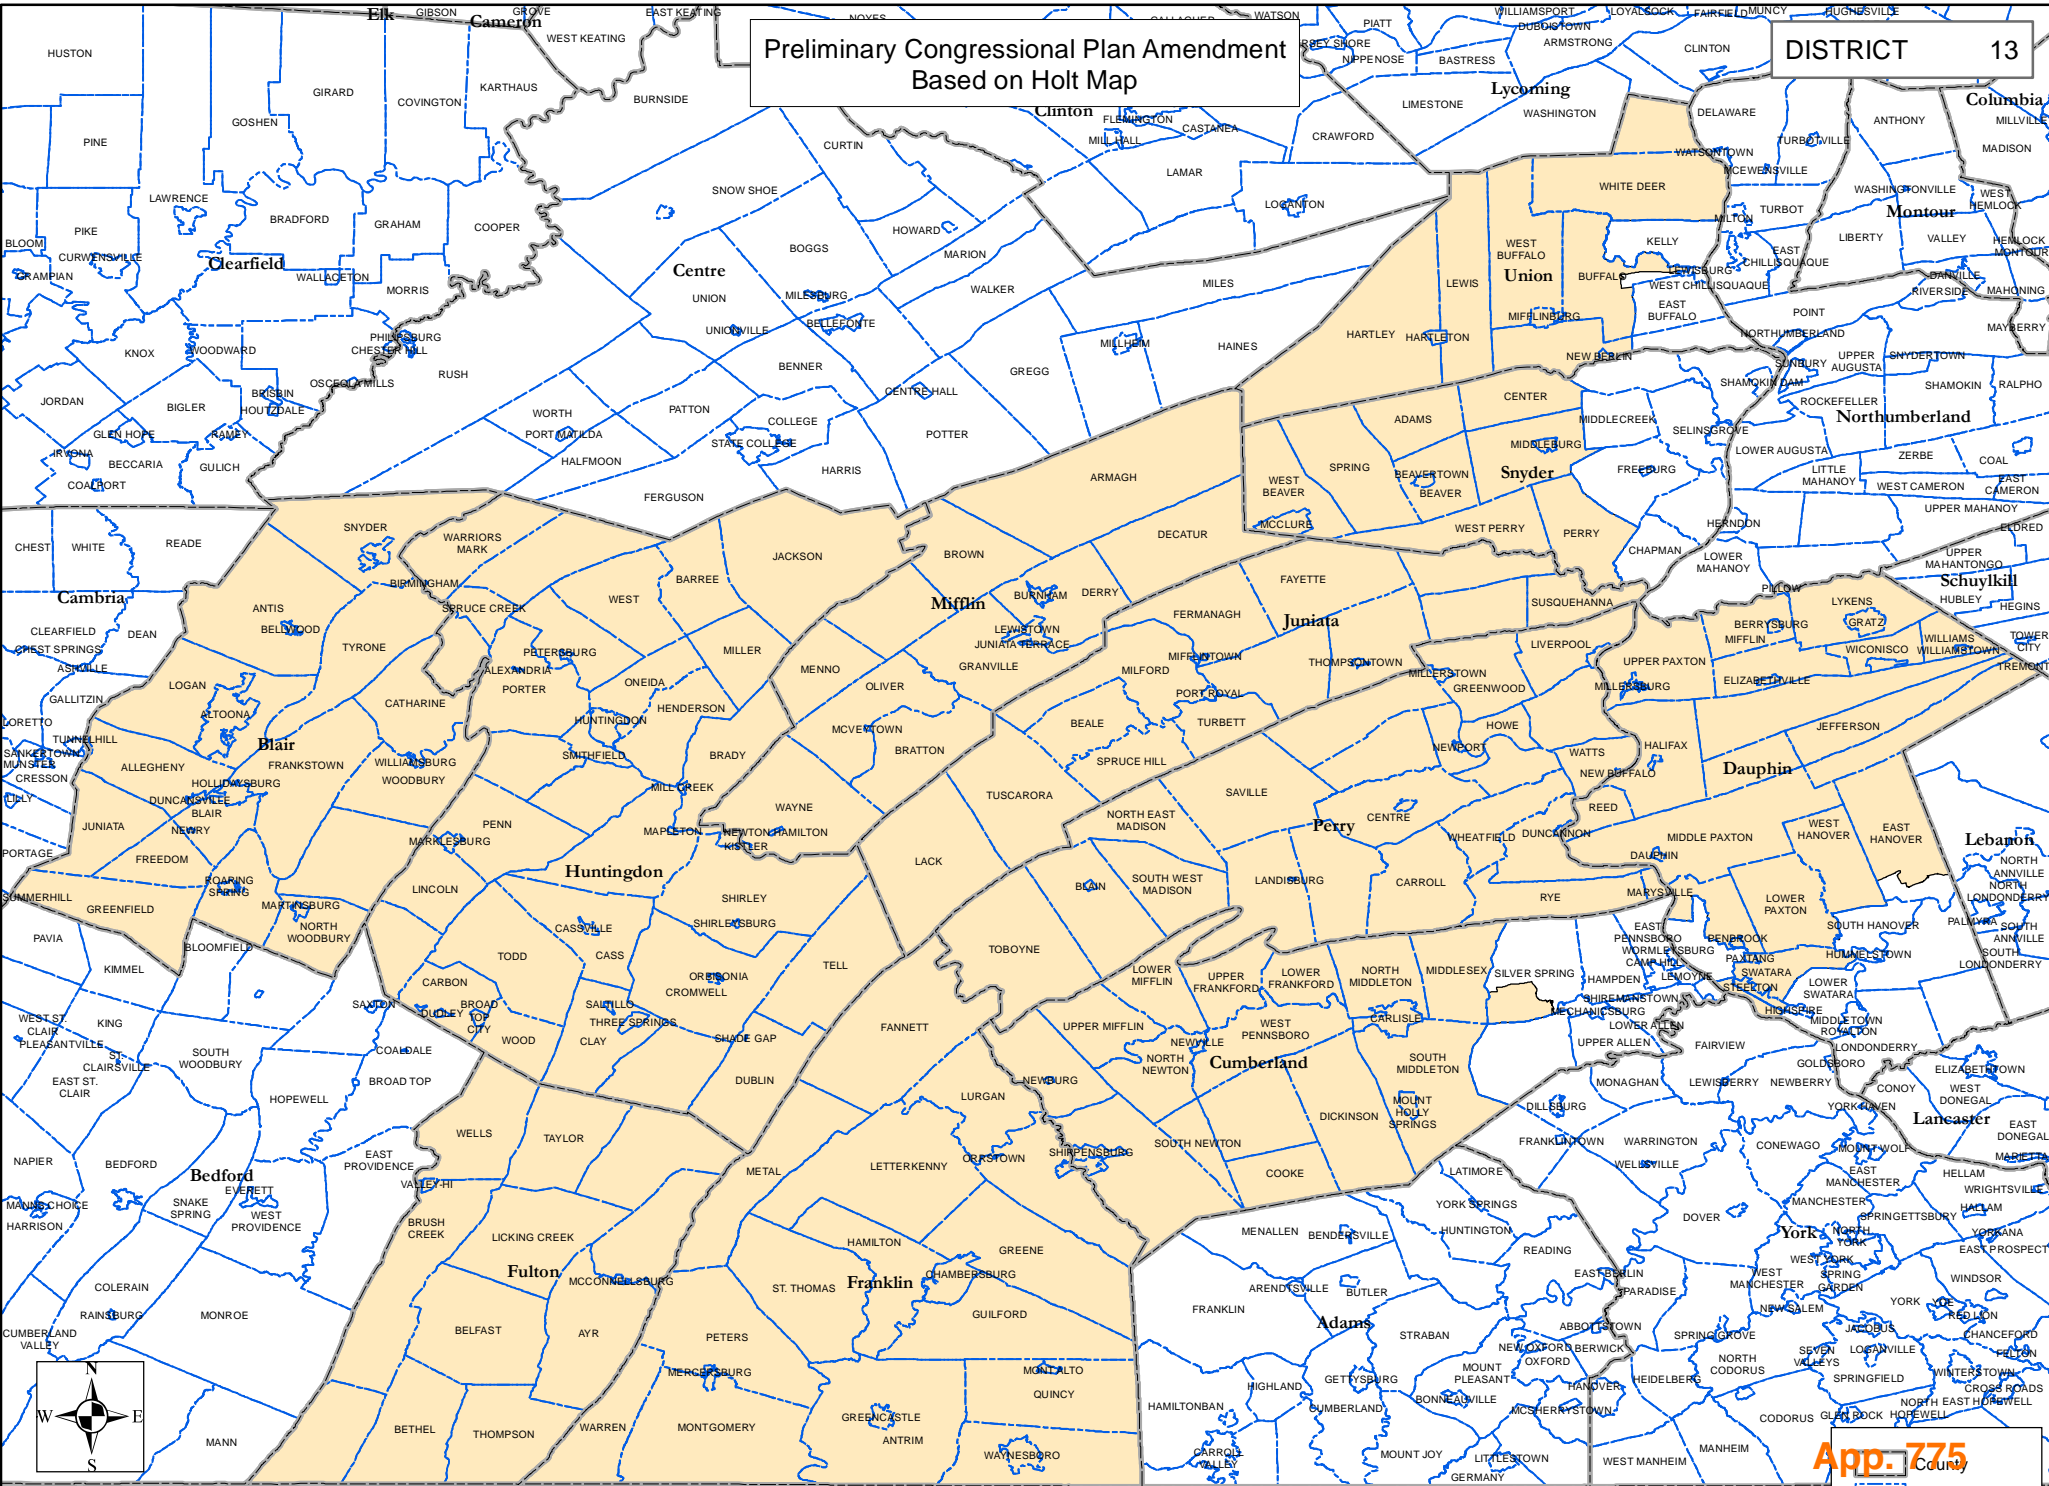 Preliminary Congressional Plan Amendment
Based on Holt Map
DISTRICT 13
Elk
GIBSON
Cameron
GROVE
EAST KEATING
WEST KEATING
HUSTON
GIRARD
COVINGTON
KARTHAUS
BURNSIDE
GOSHEN
PINE
LAWRENCE
BRADFORD
GRAHAM
COOPER
PIKE
BLOOM
CURWENSVILLE
GRAMPIAN
Clearfield
WALLACETON
MORRIS
PHILIPSBURG
CHESTER HILL
KNOX
WOODWARD
OSCEOLA MILLS
RUSH
BRISBIN
HOUTZDALE
JORDAN
BIGLER
GLEN HOPE
RAMEY
IRVONA
BECCARIA
GULICH
COALPORT
NOYES
WATSON
Clinton
FLEMINGTON
MILL HALL
CASTANEA
CURTIN
SNOW SHOE
LAMAR
CRAWFORD
LOGANTON
HOWARD
BOGGS
MARION
Centre
UNION
MILESBURG
WALKER
MILES
UNIONVILLE
BELLEFONTE
MILLHEIM
HAINES
BENNER
GREGG
CENTRE HALL
WORTH
PATTON
PORT MATILDA
COLLEGE
STATE COLLEGE
POTTER
HALFMOON
HARRIS
FERGUSON
PIATT
NIPPENOSE
WILLIAMSPORT
DUBOISTOWN
ARMSTRONG
LOYALSOCK
FAIRFIELD
MUNCY
HUGHESVILLE
CLINTON
BASTRESS
Lycoming
LIMESTONE
WASHINGTON
DELAWARE
WATSONTOWN
TURBOTVILLE
MCEWENSVILLE
ANTHONY
Columbia
MILLVILLE
MADISON
WHITE DEER
WASHINGTONVILLE
WEST
HEMLOCK
MILTON
TURBOT
Montour
WEST
BUFFALO
KELLY
LIBERTY
VALLEY
HEMLOCK
MONTOUR
EAST
CHILLISQUAQUE
Union
BUFFALO
LEWISBURG
DANVILLE
LEWIS
WEST CHILLISQUAQUE
RIVERSIDE
MAHONING
EAST
BUFFALO
MIFFLINBURG
POINT
HARTLEY
HARTLETON
NORTHUMBERLAND
MAYBERRY
NEW BERLIN
SUNBURY
UPPER
AUGUSTA
SNYDERTOWN
SHAMOKIN DAM
SHAMOKIN
RALPHO
CENTER
ROCKEFELLER
ADAMS
MIDDLECREEK
Northumberland
SELINSGROVE
MIDDLEBURG
LOWER AUGUSTA
ZERBE
COAL
SPRING
Snyder
FREEBURG
LITTLE
MAHANOY
BEAVERTOWN
WEST
BEAVER
BEAVER
WEST CAMERON
EAST
CAMERON
UPPER MAHANOY
MCCLURE
WEST PERRY
PERRY
HERNDON
ELDRED
CHAPMAN
LOWER
MAHANOY
UPPER
MAHANTONGO
Schuylkill
HUBLEY
HEGINS
PILLOW
CHEST
WHITE
READE
Cambria
CLEARFIELD
DEAN
CHEST SPRINGS
ASHVILLE
GALLITZIN
LORETTO
TUNNELHILL
SANKERTOWN
MUNSTER
CRESSON
LILLY
PORTAGE
SUMMERHILL
SNYDER
WARRIORS
MARK
BIRMINGHAM
ANTIS
BELLWOOD
TYRONE
LOGAN
ALTOONA
CATHARINE
Blair
ALLEGHENY
FRANKSTOWN
WILLIAMSBURG
WOODBURY
HOLLIDAYSBURG
DUNCANSVILLE
BLAIR
JUNIATA
NEWRY
FREEDOM
ROARING
SPRING
GREENFIELD
MARTINSBURG
NORTH
WOODBURY
JACKSON
BARREE
WEST
SPRUCE CREEK
PETERSBURG
ALEXANDRIA
PORTER
MILLER
ONEIDA
HENDERSON
HUNTINGDON
SMITHFIELD
BRADY
MILL CREEK
PENN
MAPLETON
MARKLESBURG
Huntingdon
LINCOLN
SHIRLEY
CASSVILLE
SHIRLEYSBURG
TODD
CASS
TELL
CARBON
ORBISONIA
CROMWELL
SALTILLO
DUDLEY
BROAD
TOP
CITY
THREE SPRINGS
WOOD
CLAY
SHADE GAP
DUBLIN
ARMAGH
DECATUR
BROWN
Mifflin
BURNHAM
DERRY
LEWISTOWN
JUNIATA TERRACE
GRANVILLE
MENNO
OLIVER
MCVEYTOWN
BRATTON
WAYNE
NEWTON HAMILTON
KISTLER
FAYETTE
FERMANAGH
Juniata
SUSQUEHANNA
MIFFLINTOWN
THOMPSONTOWN
MILFORD
PORT ROYAL
BEALE
TURBETT
SPRUCE HILL
TUSCARORA
LACK
LIVERPOOL
MILLERSTOWN
GREENWOOD
HOWE
NEWPORT
WATTS
NEW BUFFALO
SAVILLE
NORTH EAST
MADISON
CENTRE
Perry
WHEATFIELD
DUNCANNON
SOUTH WEST
MADISON
BLAIN
LANDISBURG
CARROLL
RYE
MARYSVILLE
TOBOYNE
BERRYSBURG
LYKENS
GRATZ
MIFFLIN
WILLIAMS
WICONISCO
WILLIAMSTOWN
TOWER
CITY
TREMONT
UPPER PAXTON
MILLERSBURG
ELIZABETHVILLE
JEFFERSON
HALIFAX
Dauphin
REED
MIDDLE PAXTON
WEST
HANOVER
EAST
HANOVER
DAUPHIN
LOWER
PAXTON
SOUTH HANOVER
PENBROOK
PAXTANG
HUMMELSTOWN
SWATARA
STEELTON
LOWER
SWATARA
HIGHSPIRE
MIDDLETOWN
ROYALTON
LONDONDERRY
Lebanon
NORTH
ANNVILLE
NORTH
LONDONDERRY
PALMYRA
SOUTH
ANNVILLE
SOUTH
LONDONDERRY
LOWER
MIFFLIN
UPPER
FRANKFORD
LOWER
FRANKFORD
NORTH
MIDDLETON
MIDDLESEX
SILVER SPRING
EAST
PENNSBORO
WORMLEYSBURG
CAMP HILL
LEMOYNE
HAMPDEN
SHIREMANSTOWN
MECHANICSBURG
LOWER ALLEN
UPPER ALLEN
UPPER MIFFLIN
WEST
PENNSBORO
CARLISLE
NEWVILLE
Cumberland
NORTH
NEWTON
SOUTH
MIDDLETON
NEWBURG
DICKINSON
MOUNT
HOLLY
SPRINGS
SOUTH NEWTON
SHIPPENSBURG
COOKE
PAVIA
KIMMEL
BLOOMFIELD
SAXTON
WEST ST.
CLAIR
PLEASANTVILLE
KING
ST.
CLAIRSVILLE
SOUTH
WOODBURY
COALDALE
EAST ST.
CLAIR
BROAD TOP
HOPEWELL
NAPIER
BEDFORD
EAST
PROVIDENCE
Bedford
EVERETT
SNAKE
SPRING
WEST
PROVIDENCE
MANNS CHOICE
HARRISON
COLERAIN
RAINSBURG
MONROE
CUMBERLAND
VALLEY
MANN
WELLS
TAYLOR
VALLEY-HI
BRUSH
CREEK
LICKING CREEK
Fulton
MCCONNELLSBURG
BELFAST
AYR
BETHEL
THOMPSON
WARREN
FANNETT
LURGAN
METAL
LETTERKENNY
ORRSTOWN
HAMILTON
GREENE
CHAMBERSBURG
ST. THOMAS
Franklin
GUILFORD
PETERS
MERCERSBURG
MONT ALTO
QUINCY
GREENCASTLE
ANTRIM
MONTGOMERY
WAYNESBORO
MENALLEN
BENDERSVILLE
LATIMORE
YORK SPRINGS
HUNTINGTON
READING
EAST BERLIN
ARENDTSVILLE
BUTLER
FRANKLIN
Adams
STRABAN
ABBOTTSTOWN
NEW OXFORD
OXFORD
BERWICK
MOUNT
PLEASANT
HIGHLAND
GETTYSBURG
HAMILTONBAN
CUMBERLAND
BONNEAUVILLE
MCSHERRYSTOWN
HANOVER
CARROLL
VALLEY
MOUNT JOY
LITTLESTOWN
GERMANY
FAIRVIEW
GOLDSBORO
MONAGHAN
LEWISBERRY
NEWBERRY
DILLSBURG
YORK HAVEN
FRANKLINTOWN
WARRINGTON
CONEWAGO
MOUNT WOLF
WELLSVILLE
EAST
MANCHESTER
MANCHESTER
HELLAM
WRIGHTSVILLE
HALLAM
DOVER
SPRINGETTSBURY
York
NORTH
YORK
YORKANA
EAST PROSPECT
WEST YORK
WEST
MANCHESTER
SPRING
GARDEN
WINDSOR
PARADISE
NEW SALEM
YORK
YOE
RED LION
SPRING GROVE
JACOBUS
CHANCEFORD
SEVEN
VALLEYS
LOGANVILLE
FELTON
NORTH
CODORUS
WINTERSTOWN
HEIDELBERG
SPRINGFIELD
CROSS ROADS
NORTH
HOPEWELL
EAST HOPEWELL
CODORUS
GLEN ROCK
MANHEIM
WEST MANHEIM
CONOY
ELIZABETHTOWN
WEST
DONEGAL
Lancaster
EAST
DONEGAL
MARIETTA
N
W E
S
App. 775
County